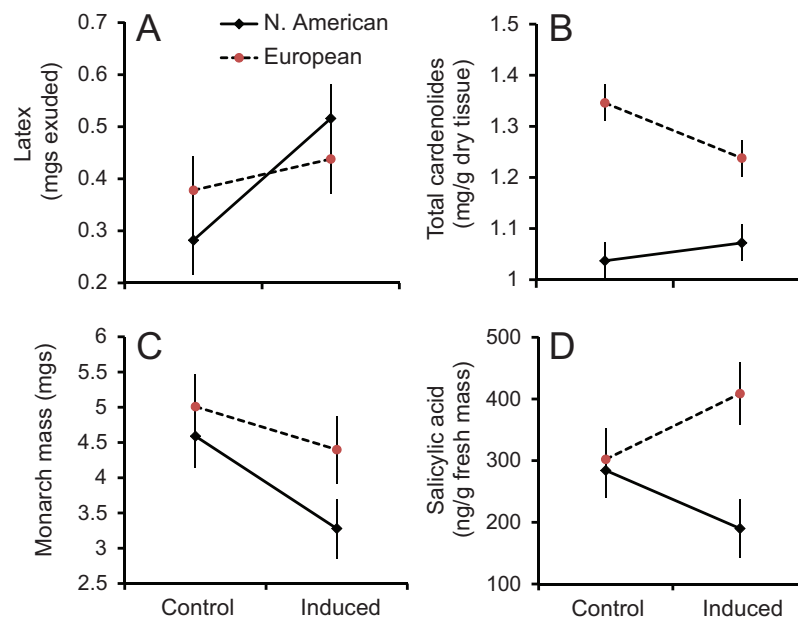 A
N. American
European
Latex
(mgs exuded)
0.7
0.6
0.5
0.4
0.3
0.2
B
Total cardenolides
(mg/g dry tissue)
1.5
1.4
1.3
1.2
1.1
1
C
Monarch mass (mgs)
6
5.5
5
4.5
4
3.5
3
2.5
Control
Induced
D
Salicylic acid
(ng/g fresh mass)
500
400
300
200
100
Control
Induced